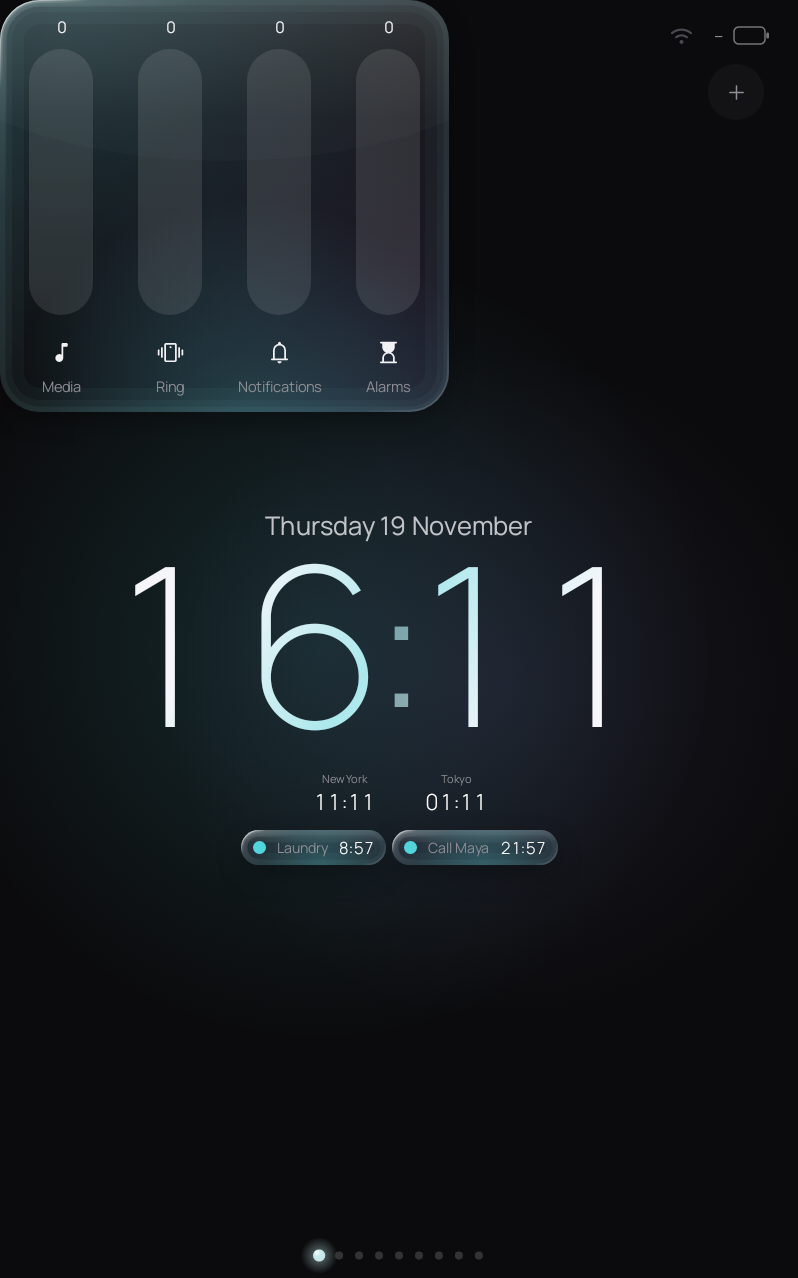 0 0 0 0
–
Media Ring Notifications Alarms
Thursday 19 November
16:11
New York Tokyo
11:11 01:11
Laundry 8:57 Call Maya 21:57